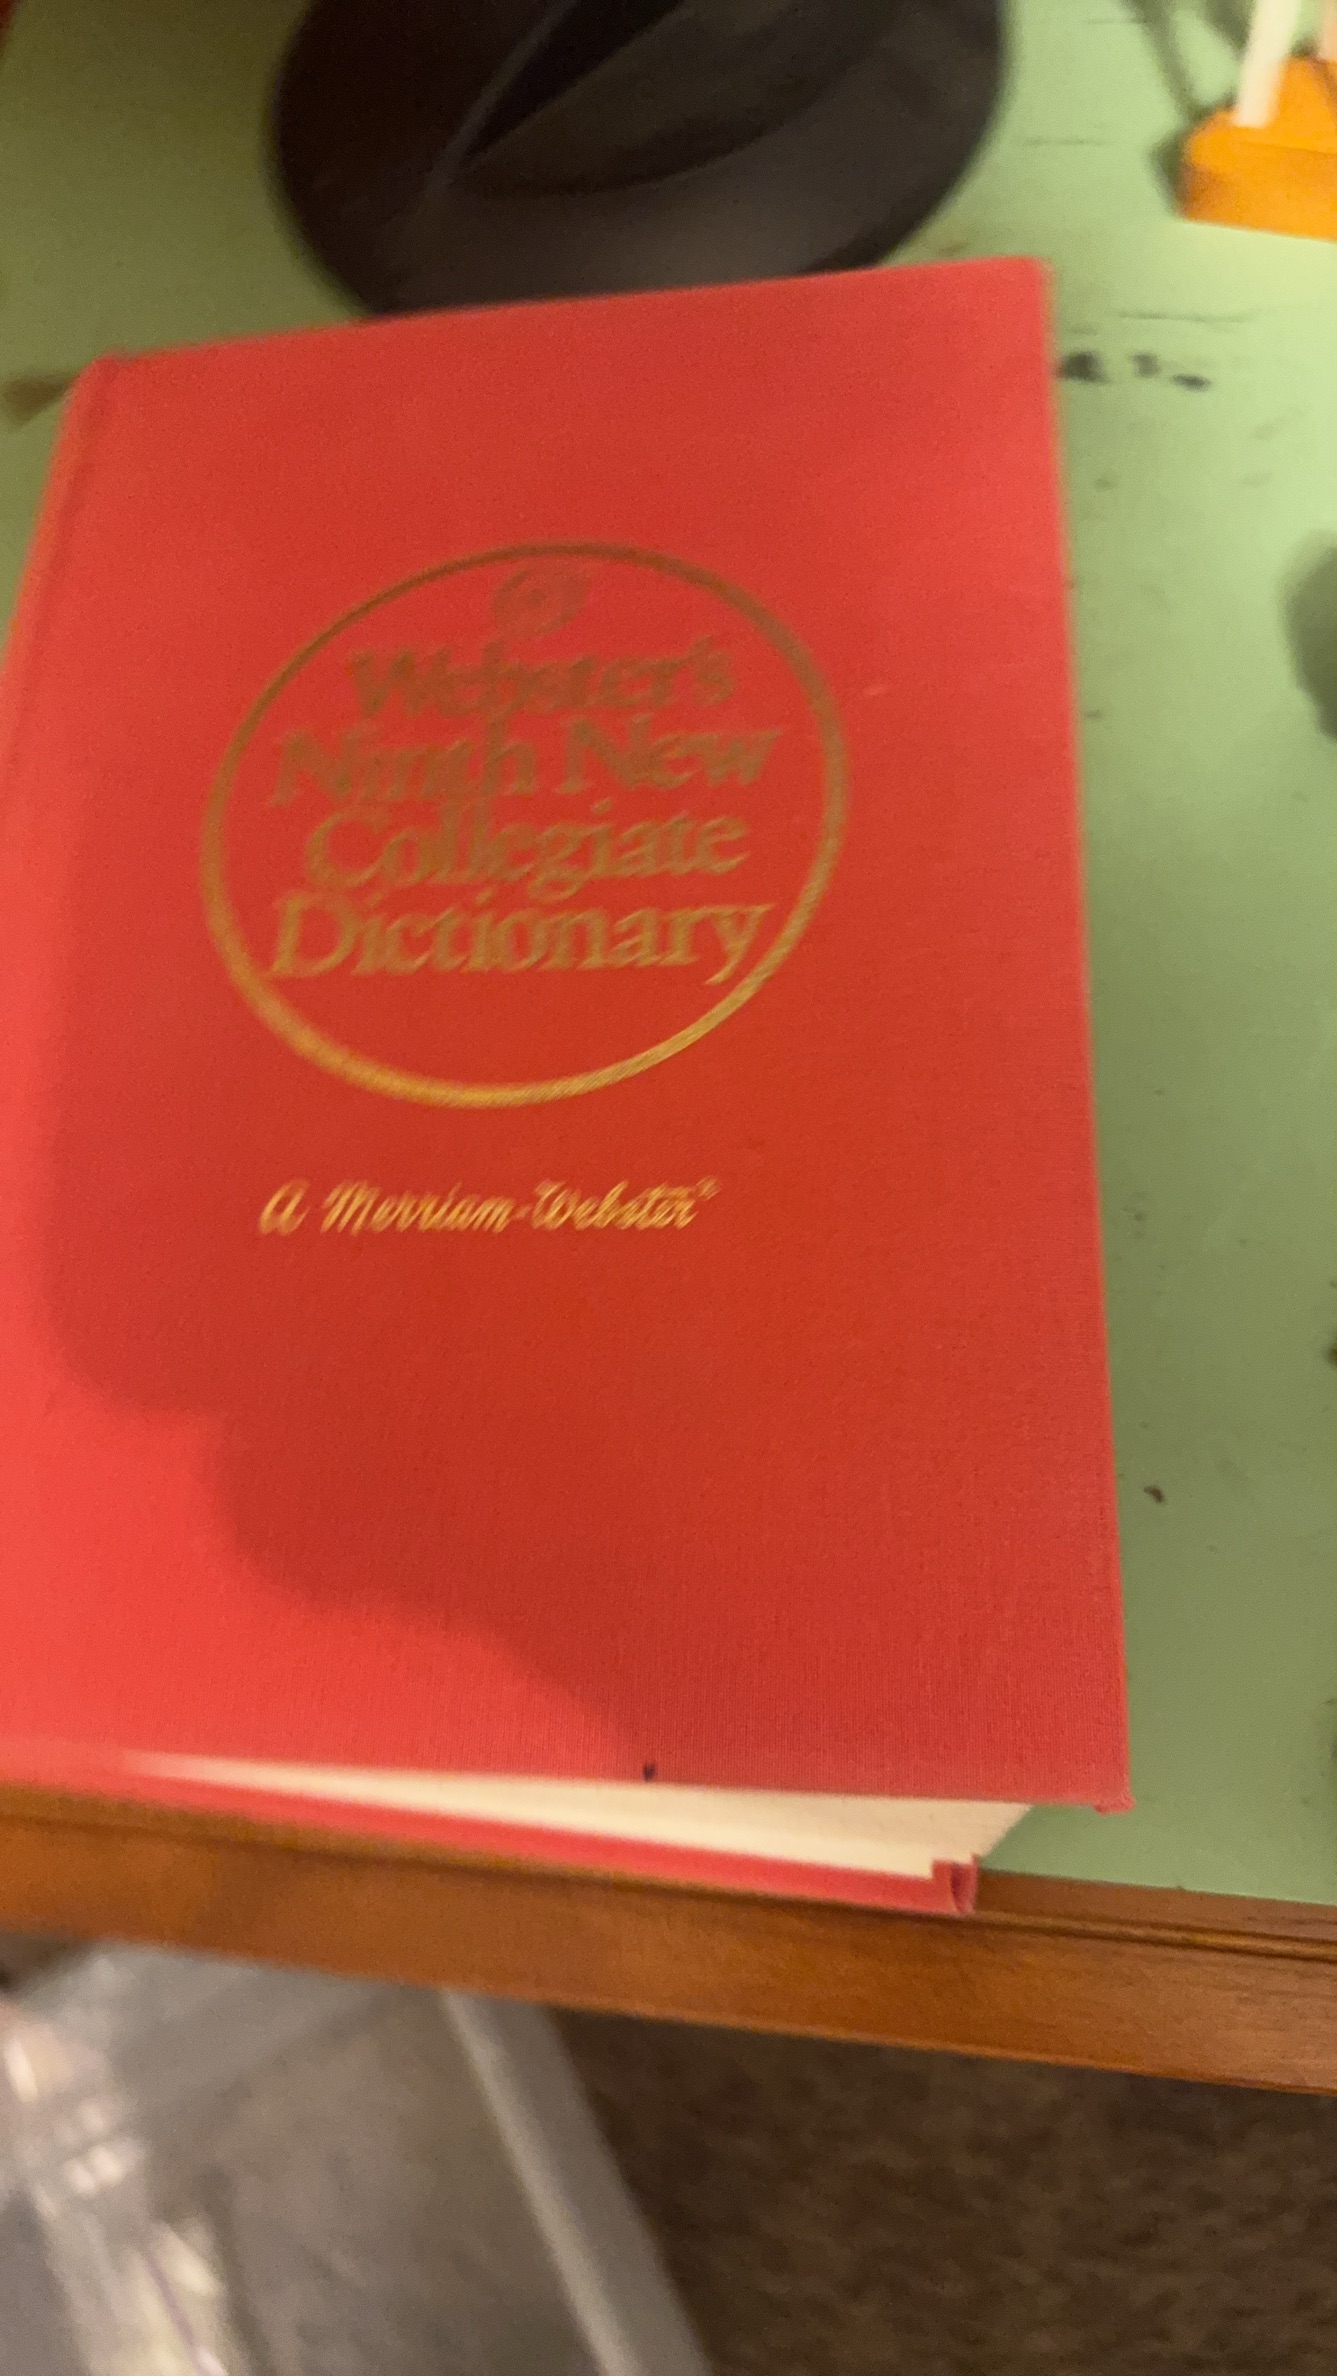 Webster's
Ninth New
Collegiate
Dictionary
A Merriam-Webster®